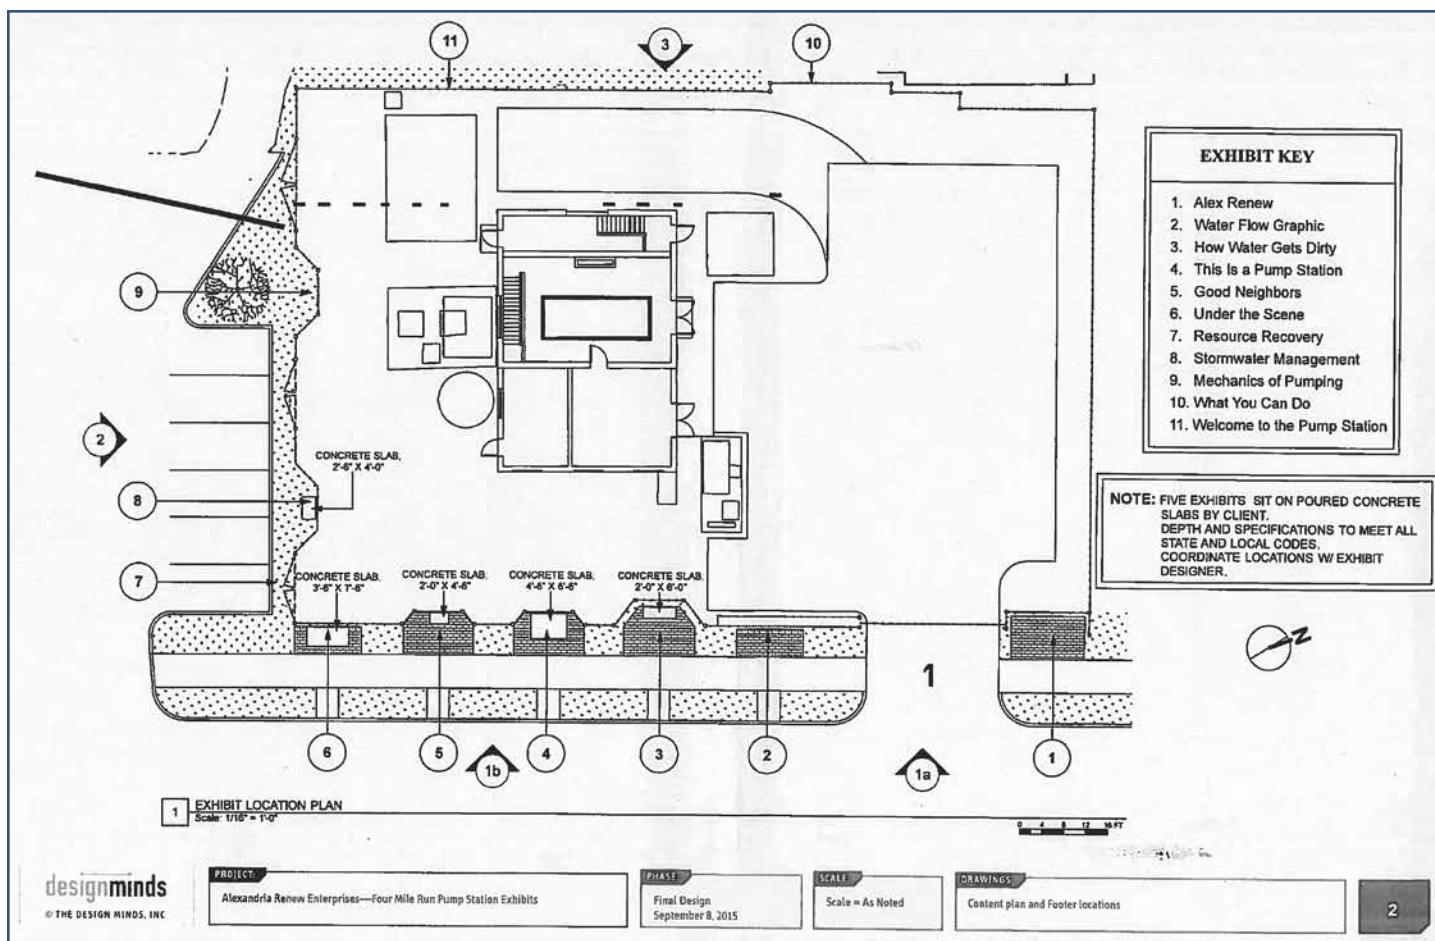 11
3
10
EXHIBIT KEY
1. Alex Renew
2. Water Flow Graphic
3. How Water Gets Dirty
4. This Is a Pump Station
5. Good Neighbors
6. Under the Scene
7. Resource Recovery
8. Stormwater Management
9. Mechanics of Pumping
10. What You Can Do
11. Welcome to the Pump Station
9
2
CONCRETE SLAB,
2'-6" X 4'-0"
8
NOTE: FIVE EXHIBITS SIT ON POURED CONCRETE
SLABS BY CLIENT.
DEPTH AND SPECIFICATIONS TO MEET ALL
STATE AND LOCAL CODES.
COORDINATE LOCATIONS W/ EXHIBIT
DESIGNER.
7
CONCRETE SLAB,
3'-6" X 7'-6"
CONCRETE SLAB,
2'-0" X 4'-6"
CONCRETE SLAB,
4'-6" X 6'-6"
CONCRETE SLAB,
2'-0" X 6'-0"
N
1
6
5
1b
4
3
2
1a
1
1 EXHIBIT LOCATION PLAN
Scale: 1/16" = 1'-0"
0 4 8 12 16 FT
designminds
© THE DESIGN MINDS, INC
PROJECT:
Alexandria Renew Enterprises—Four Mile Run Pump Station Exhibits
PHASE
Final Design
September 8, 2015
SCALE
Scale = As Noted
DRAWINGS
Content plan and Footer locations
2